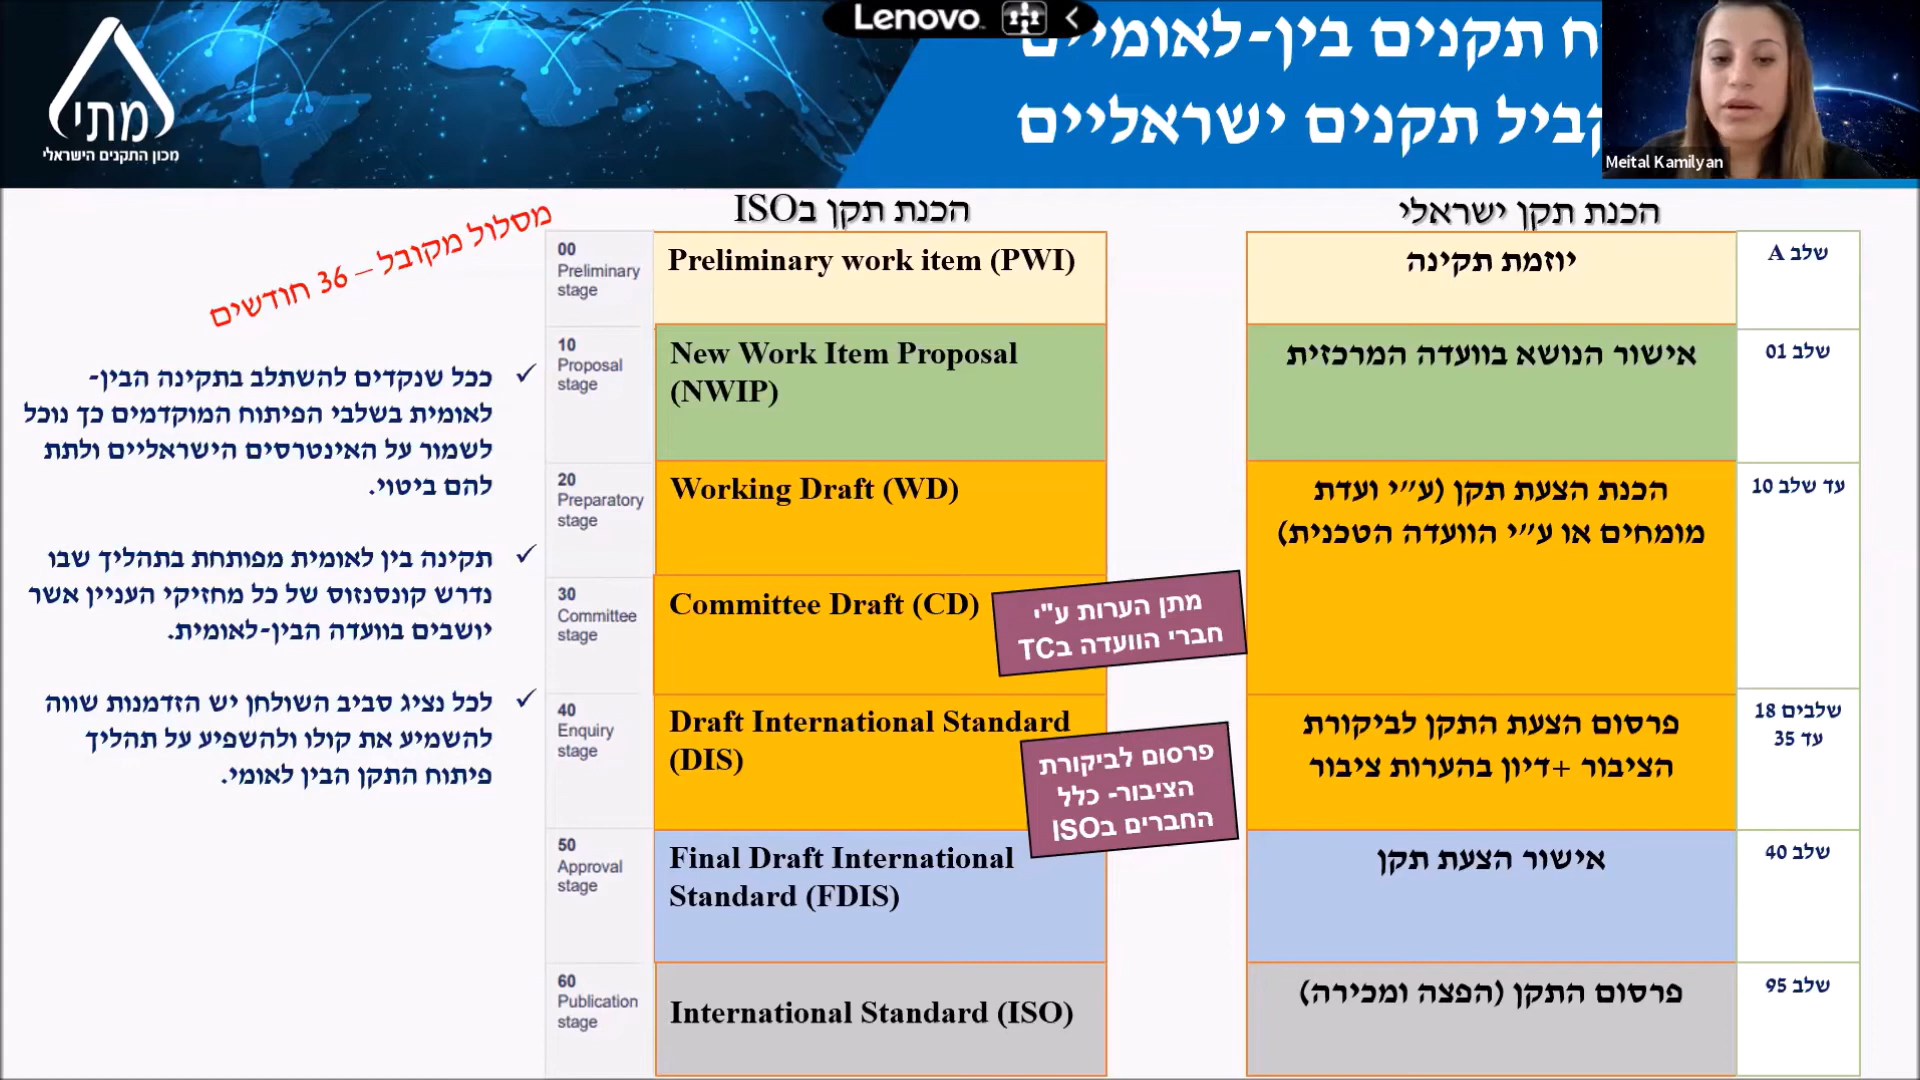 Lenovo
תקנים בין-לאומיים
תקנים ישראליים
מתי
מכון התקנים הישראלי
Meital Kamilyan
הכנת תקן ישראלי
שלב A
יוזמת תקינה
שלב 01
אישור הנושא בוועדה המרכזית
עד שלב 10
הכנת הצעת תקן (ע״י ועדת
מומחים או ע״י הוועדה הטכנית)
שלבים 18
עד 35
פרסום הצעת התקן לביקורת
הציבור +דיון בהערות ציבור
שלב 40
אישור הצעת תקן
שלב 95
פרסום התקן (הפצה ומכירה)
הכנת תקן בISO
00
Preliminary
stage
Preliminary work item (PWI)
10
Proposal
stage
New Work Item Proposal
(NWIP)
20
Preparatory
stage
Working Draft (WD)
30
Committee
stage
Committee Draft (CD)
מתן הערות ע"י
חברי הוועדה בTC
40
Enquiry
stage
Draft International Standard
(DIS)
פרסום לביקורת
הציבור- כלל
החברים בISO
50
Approval
stage
Final Draft International
Standard (FDIS)
60
Publication
stage
International Standard (ISO)
מסלול מקובל – 36 חודשים
✓ ככל שנקדים להשתלב בתקינה הבין-
לאומית בשלבי הפיתוח המוקדמים כך נוכל
לשמור על האינטרסים הישראליים ולתת
להם ביטוי.
✓ תקינה בין לאומית מפותחת בתהליך שבו
נדרש קונסנזוס של כל מחזיקי העניין אשר
יושבים בוועדה הבין-לאומית.
✓ לכל נציג סביב השולחן יש הזדמנות שווה
להשמיע את קולו ולהשפיע על תהליך
פיתוח התקן הבין לאומי.